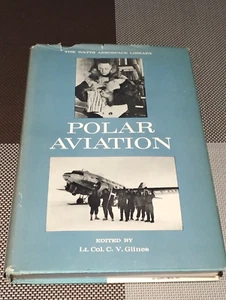 THE WATTS AEROSPACE LIBRARY
POLAR
AVIATION
EDITED BY
Lt. Col. C. V. Glines